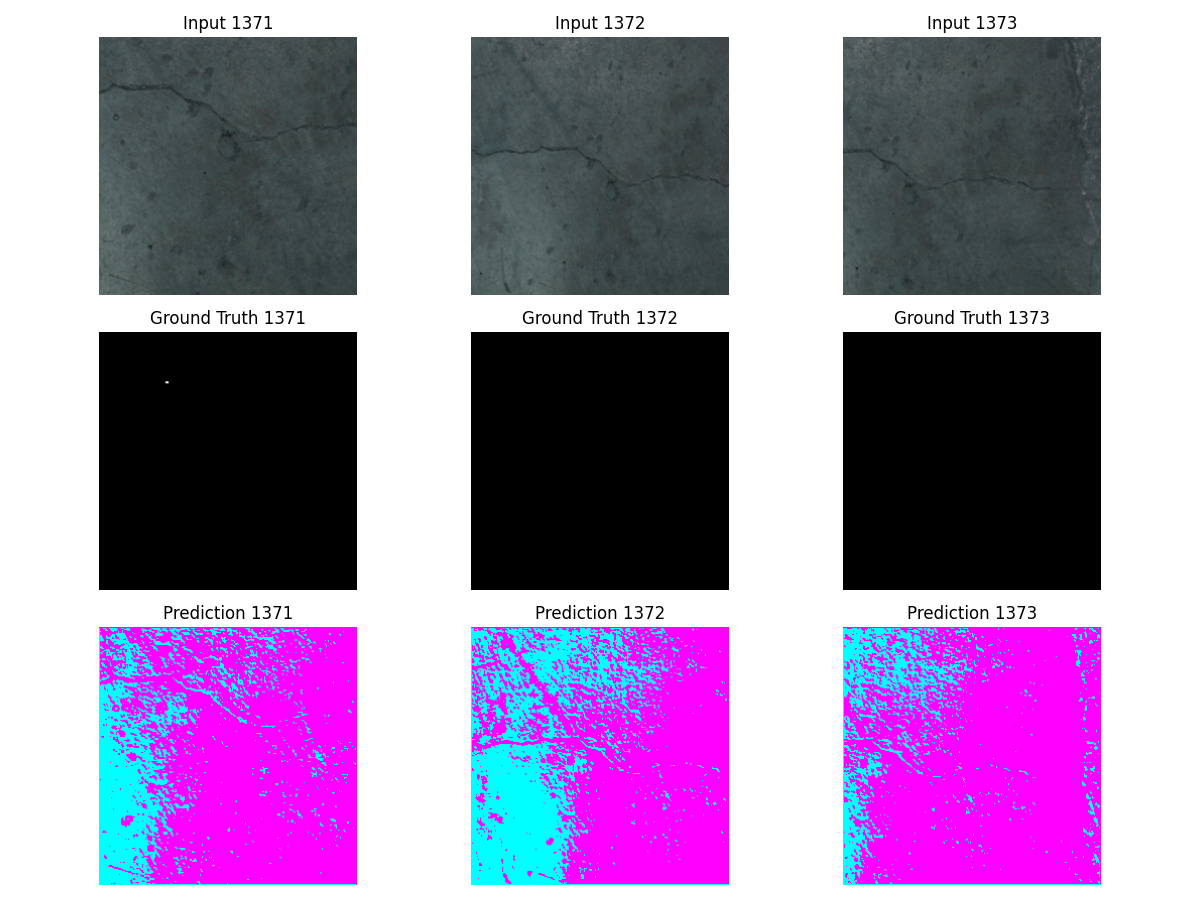 Input 1371
Input 1372
Input 1373
Ground Truth 1371
Ground Truth 1372
Ground Truth 1373
Prediction 1371
Prediction 1372
Prediction 1373